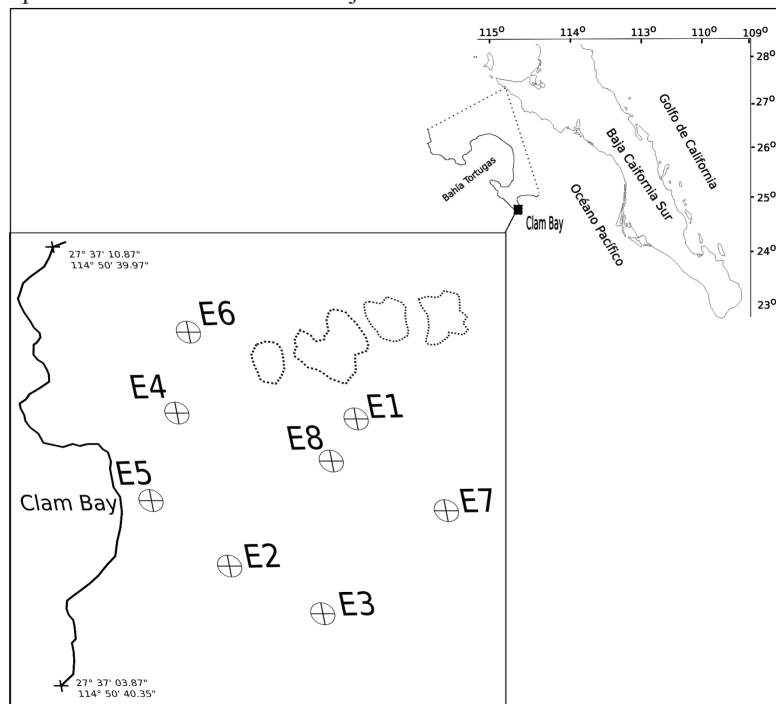 115° 114° 113° 110° 109°
28°
27°
26°
25°
24°
23°
Golfo de California
Baja Caifornia Sur
Océano Pacífico
Bahía Tortugas
Clam Bay
27° 37' 10.87"
114° 50' 39.97"
E6
E4
E1
E8
E5
Clam Bay
E7
E2
E3
27° 37' 03.87"
114° 50' 40.35"